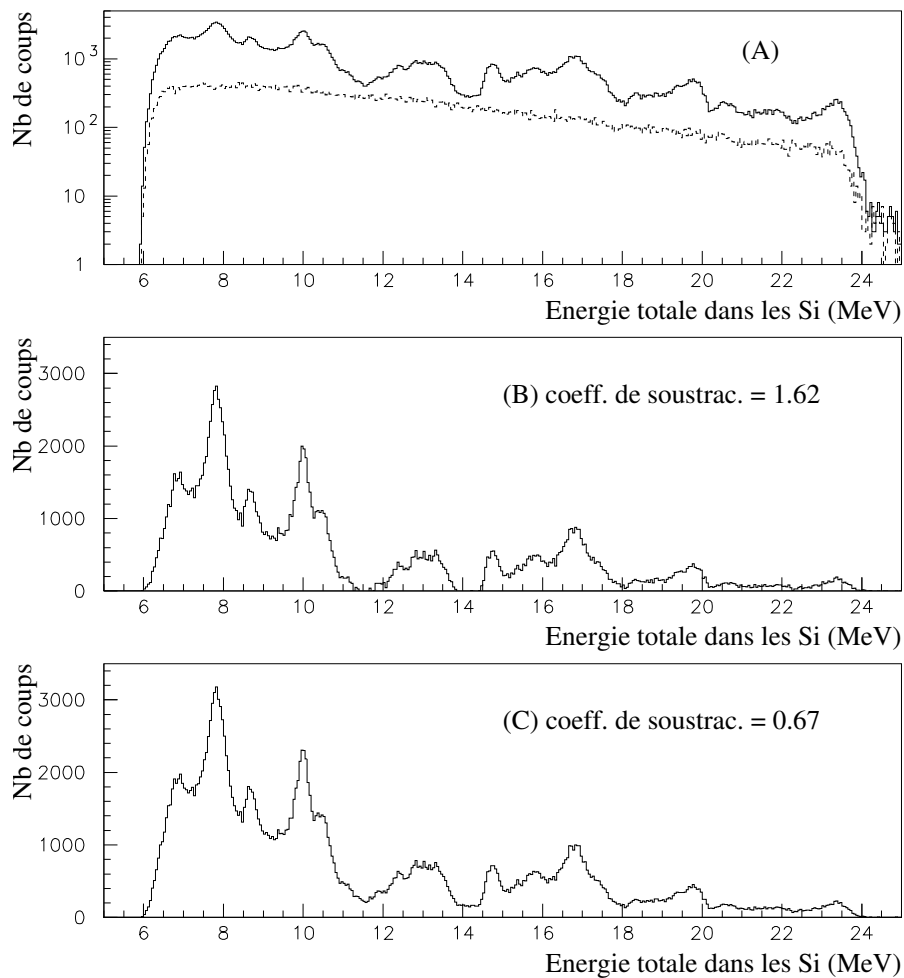 Nb de coups
(A)
10^3
10^2
10
1
6 8 10 12 14 16 18 20 22 24
Energie totale dans les Si (MeV)
Nb de coups
(B) coeff. de soustrac. = 1.62
3000
2000
1000
0
6 8 10 12 14 16 18 20 22 24
Energie totale dans les Si (MeV)
Nb de coups
(C) coeff. de soustrac. = 0.67
3000
2000
1000
0
6 8 10 12 14 16 18 20 22 24
Energie totale dans les Si (MeV)